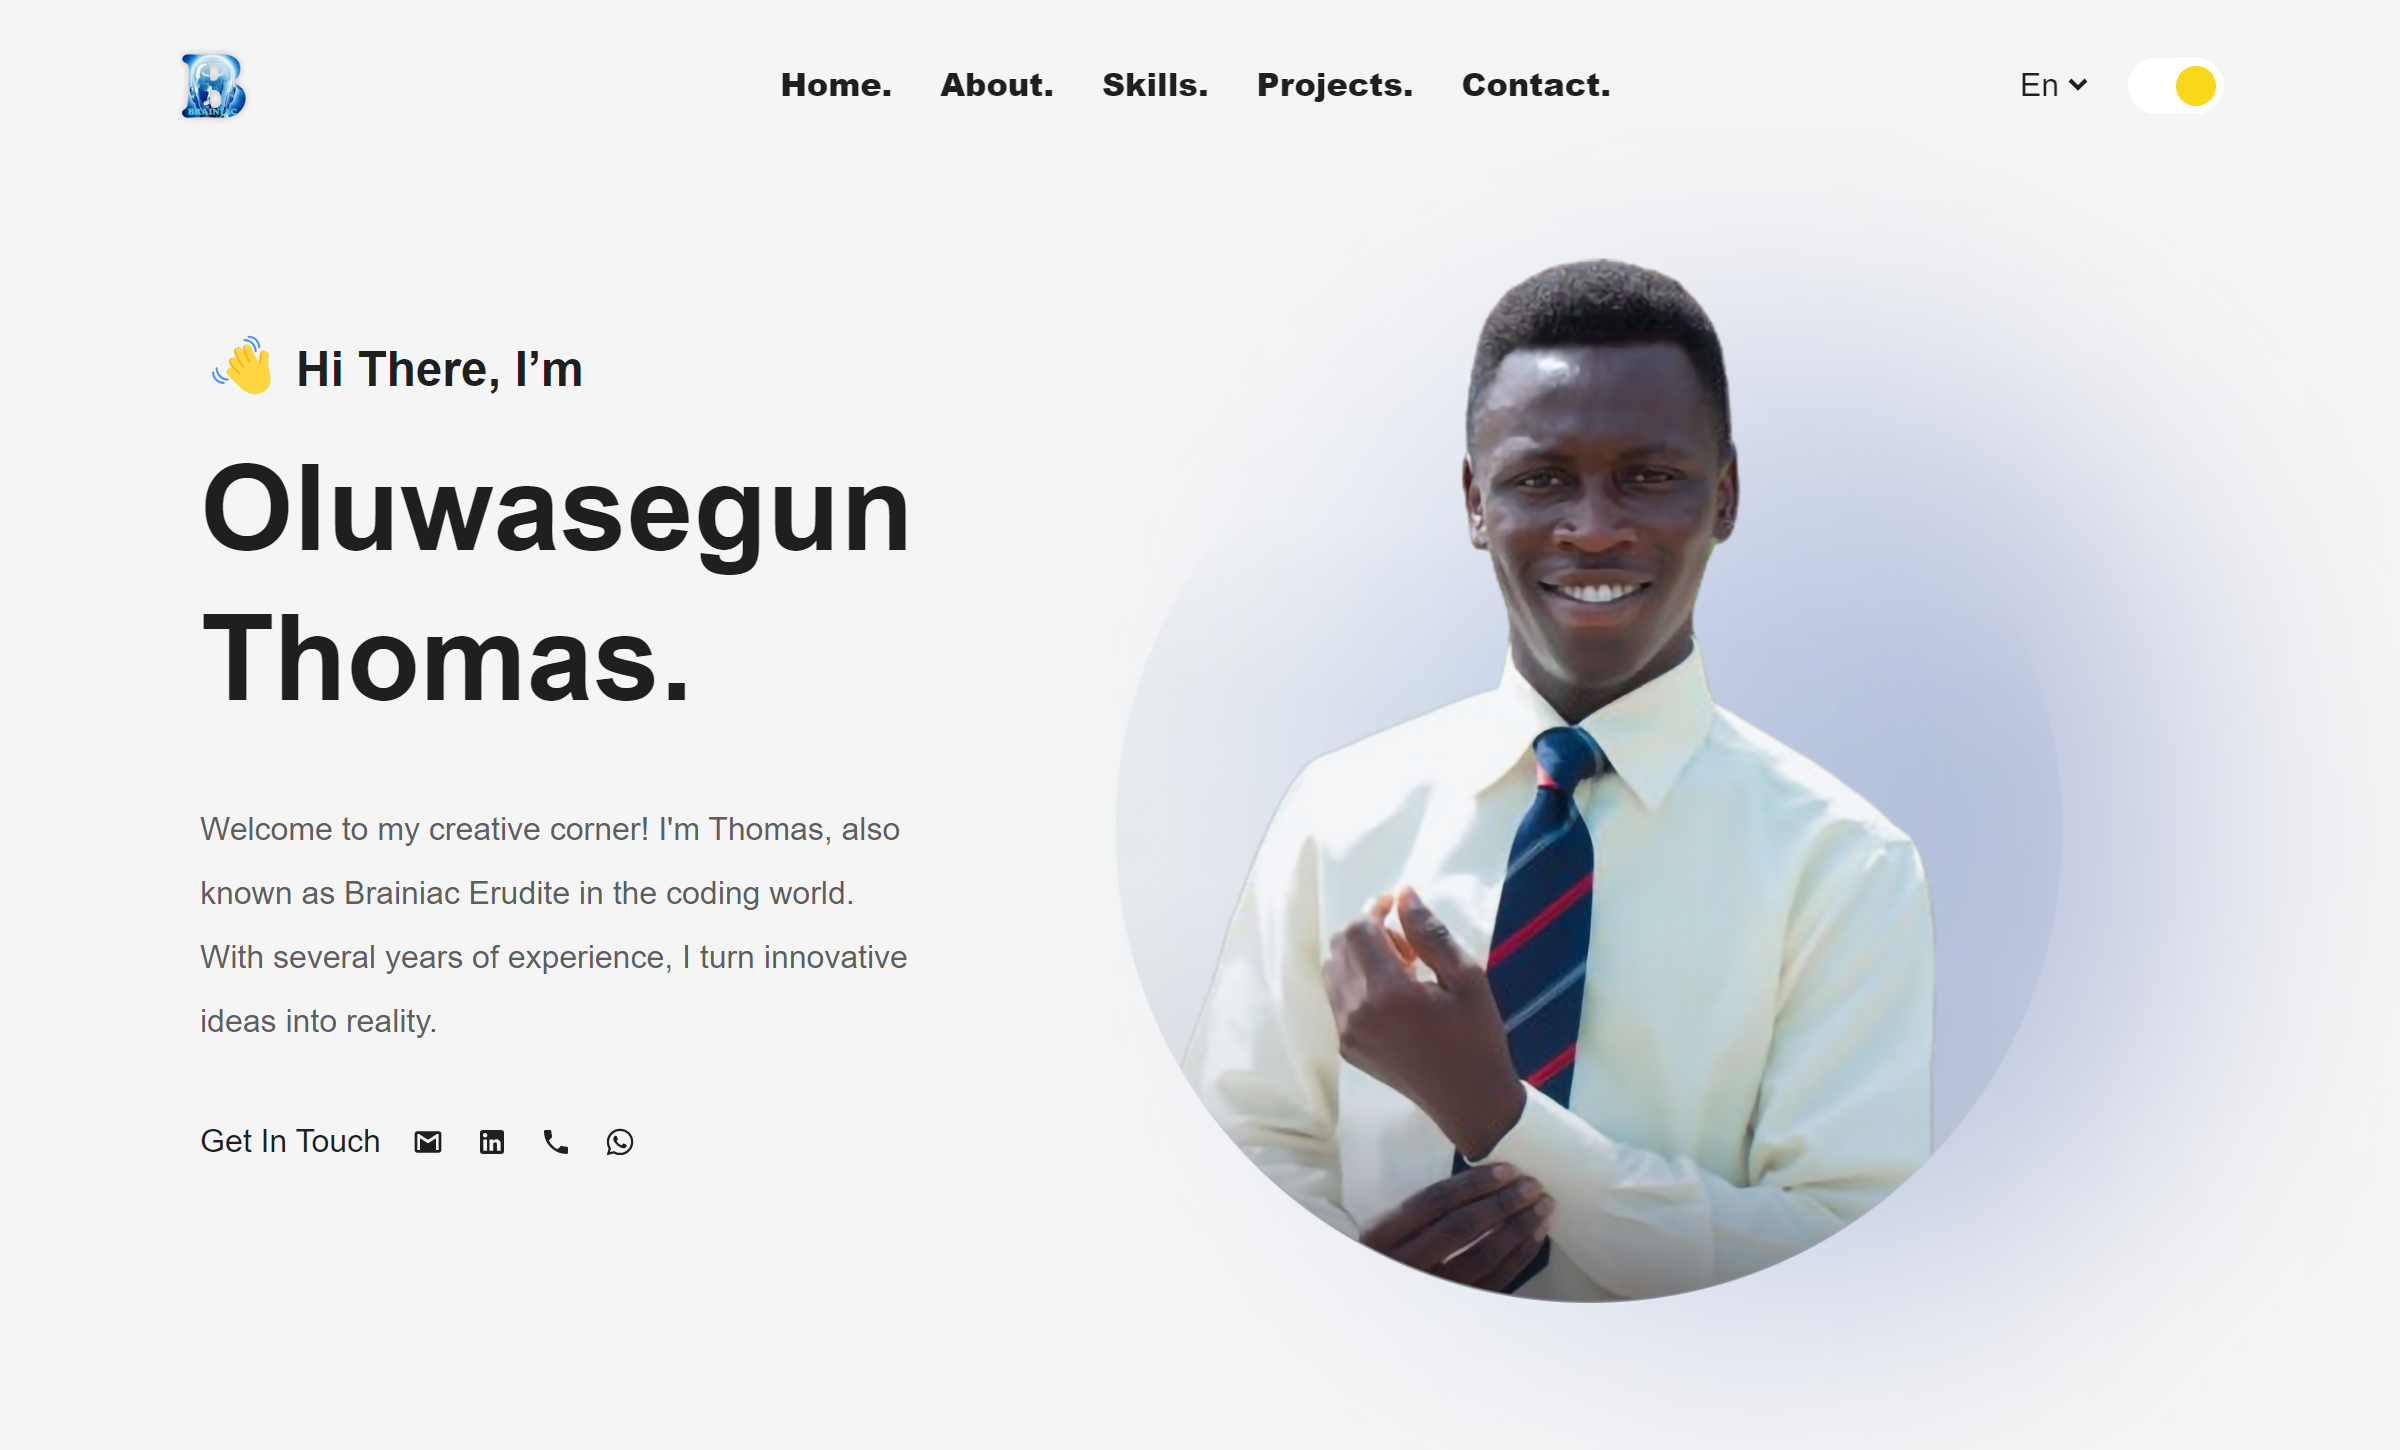 BRAINIAC
Home. About. Skills. Projects. Contact.
En
Hi There, I’m
Oluwasegun
Thomas.
Welcome to my creative corner! I'm Thomas, also
known as Brainiac Erudite in the coding world.
With several years of experience, I turn innovative
ideas into reality.
Get In Touch